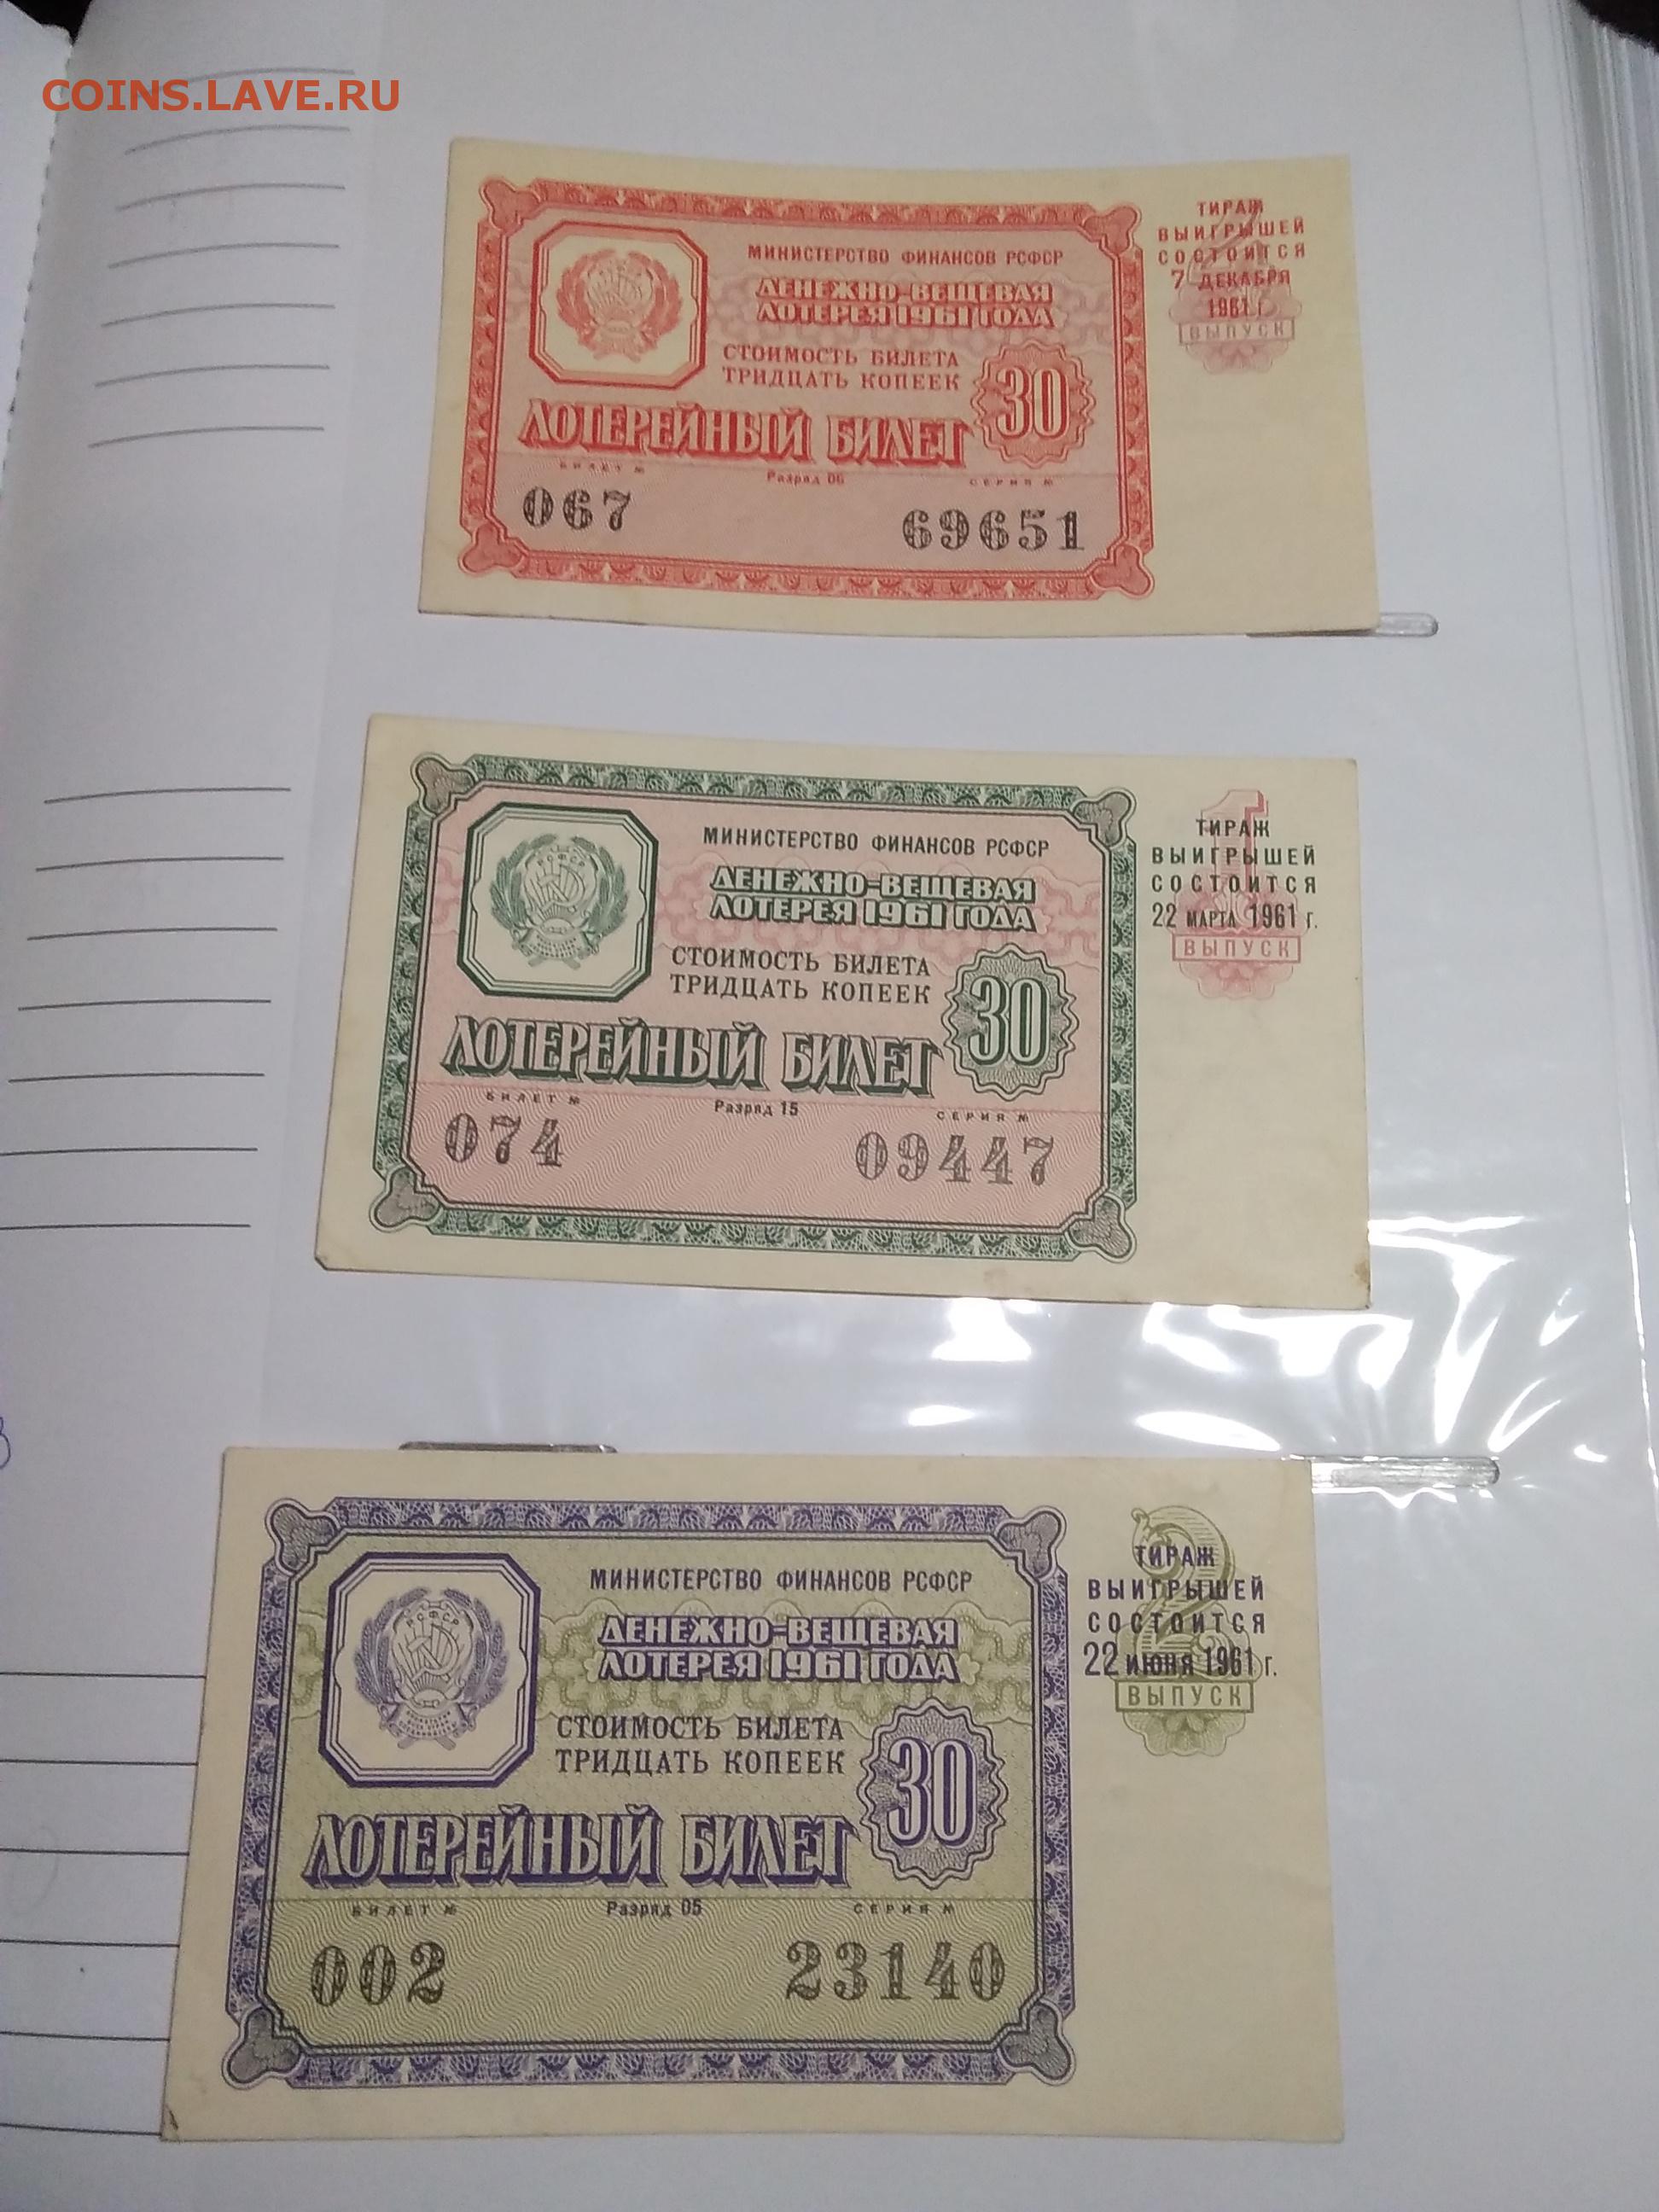 COINS.LAVE.RU
МИНИСТЕРСТВО ФИНАНСОВ РСФСР
ДЕНЕЖНО-ВЕЩЕВАЯ
ЛОТЕРЕЯ 1961 ГОДА
СТОИМОСТЬ БИЛЕТА
ТРИДЦАТЬ КОПЕЕК
30
ЛОТЕРЕЙНЫЙ БИЛЕТ
БИЛЕТ № Разряд 06 СЕРИЯ №
067 69651
ТИРАЖ
ВЫИГРЫШЕЙ
СОСТОИТСЯ
7 ДЕКАБРЯ
1961 г.
ВЫПУСК
РСФСР
МИНИСТЕРСТВО ФИНАНСОВ РСФСР
ДЕНЕЖНО-ВЕЩЕВАЯ
ЛОТЕРЕЯ 1961 ГОДА
СТОИМОСТЬ БИЛЕТА
ТРИДЦАТЬ КОПЕЕК
30
ЛОТЕРЕЙНЫЙ БИЛЕТ
БИЛЕТ № Разряд 15 СЕРИЯ №
074 09447
1
ТИРАЖ
ВЫИГРЫШЕЙ
СОСТОИТСЯ
22 МАРТА 1961 г.
ВЫПУСК
РСФСР
МИНИСТЕРСТВО ФИНАНСОВ РСФСР
ДЕНЕЖНО-ВЕЩЕВАЯ
ЛОТЕРЕЯ 1961 ГОДА
СТОИМОСТЬ БИЛЕТА
ТРИДЦАТЬ КОПЕЕК
30
ЛОТЕРЕЙНЫЙ БИЛЕТ
БИЛЕТ № Разряд 05 СЕРИЯ №
002 23140
2
ТИРАЖ
ВЫИГРЫШЕЙ
СОСТОИТСЯ
22 ИЮНЯ 1961 г.
ВЫПУСК